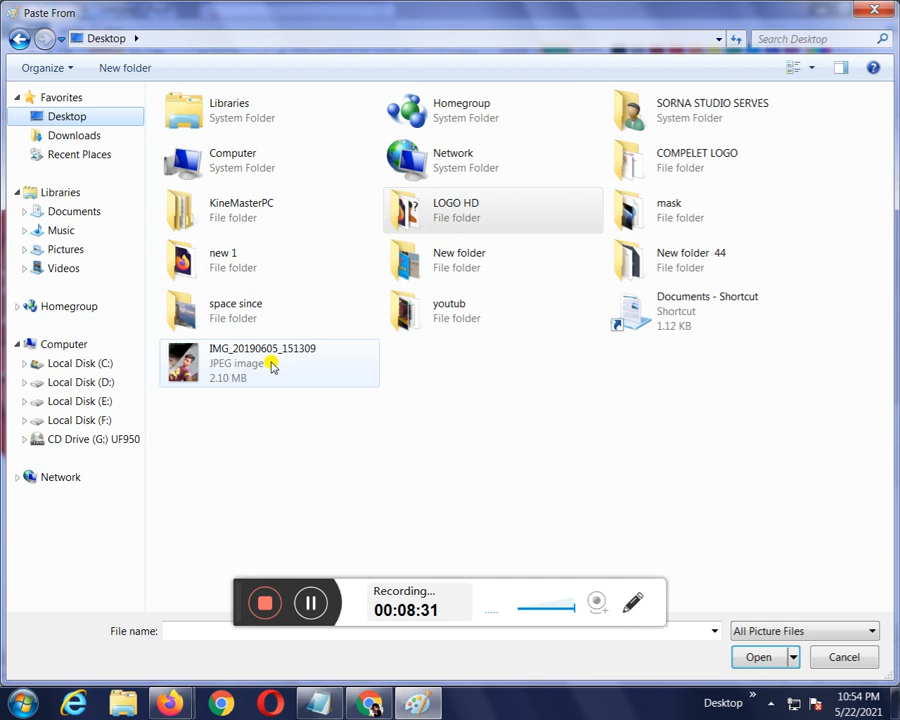 Paste From
Desktop
Search Desktop
Organize
New folder
Favorites
Desktop
Downloads
Recent Places
Libraries
Documents
Music
Pictures
Videos
Homegroup
Computer
Local Disk (C:)
Local Disk (D:)
Local Disk (E:)
Local Disk (F:)
CD Drive (G:) UF950
Network
Libraries
System Folder
Homegroup
System Folder
SORNA STUDIO SERVES
System Folder
Computer
System Folder
Network
System Folder
COMPELET LOGO
File folder
KineMasterPC
File folder
LOGO HD
File folder
mask
File folder
new 1
File folder
New folder
File folder
New folder  44
File folder
space since
File folder
youtub
File folder
Documents - Shortcut
Shortcut
1.12 KB
IMG_20190605_151309
JPEG image
2.10 MB
Recording...
00:08:31
.....
File name:
All Picture Files
Open
Cancel
Desktop
10:54 PM
5/22/2021